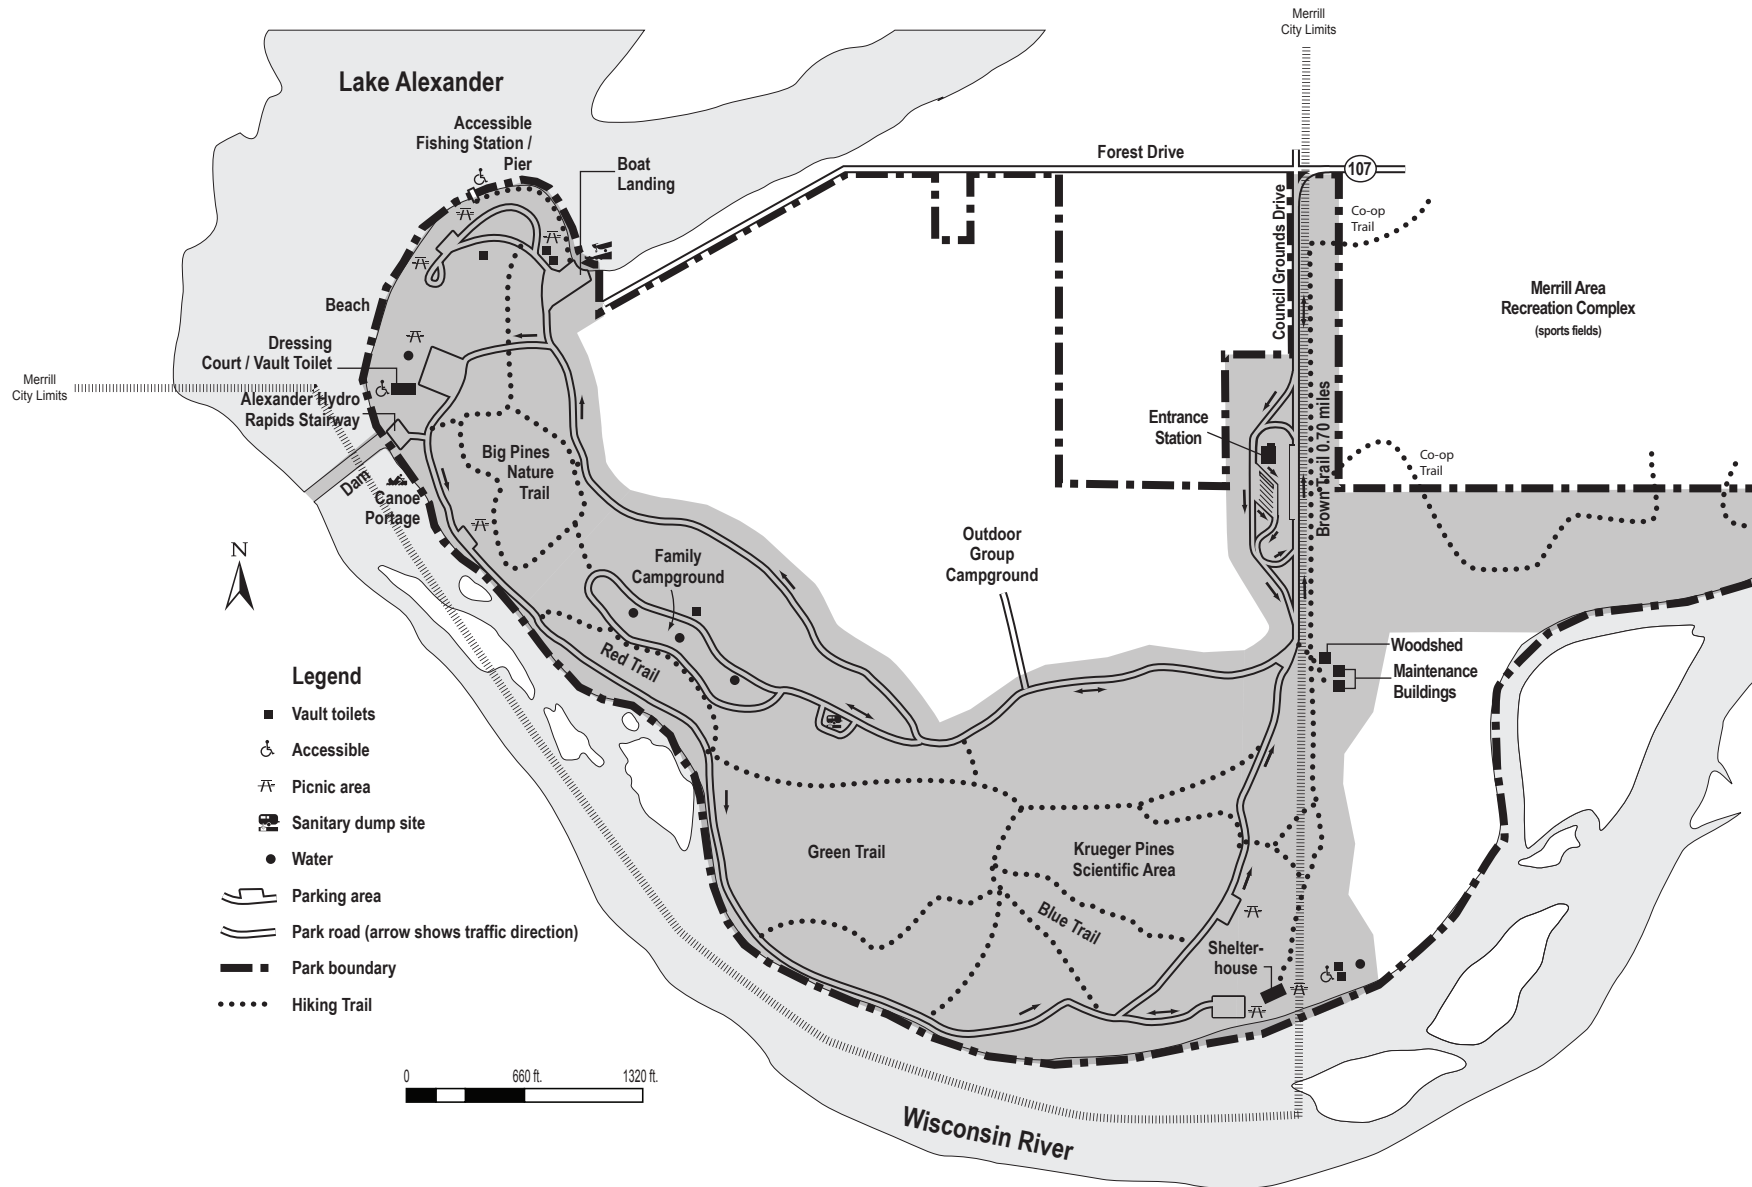 Merrill
City Limits
Lake Alexander
Accessible
Fishing Station /
Pier
Boat
Landing
Forest Drive
107
Council Grounds Drive
Co-op
Trail
Merrill Area
Recreation Complex
(sports fields)
Beach
Dressing
Court / Vault Toilet
Merrill
City Limits
Alexander Hydro
Rapids Stairway
Entrance
Station
Brown Trail 0.70 miles
Co-op
Trail
Big Pines
Nature
Trail
Dam
Canoe
Portage
N
Family
Campground
Outdoor
Group
Campground
Red Trail
Woodshed
Maintenance
Buildings
Legend
Vault toilets
Accessible
Picnic area
Sanitary dump site
Water
Parking area
Park road (arrow shows traffic direction)
Park boundary
Hiking Trail
Green Trail
Krueger Pines
Scientific Area
Blue Trail
Shelter-
house
0 660 ft. 1320 ft.
Wisconsin River